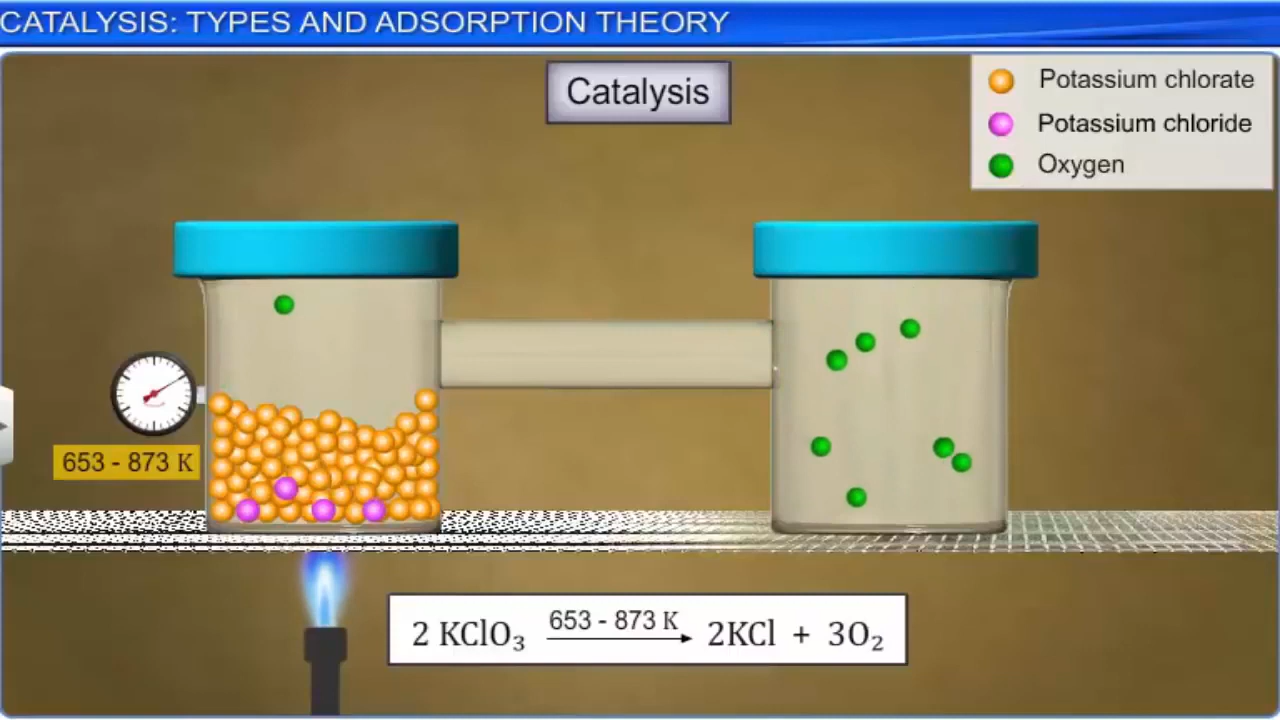 CATALYSIS: TYPES AND ADSORPTION THEORY
Catalysis
Potassium chlorate
Potassium chloride
Oxygen
653 - 873 K
653 - 873 K
2 KClO₃ → 2KCl + 3O₂